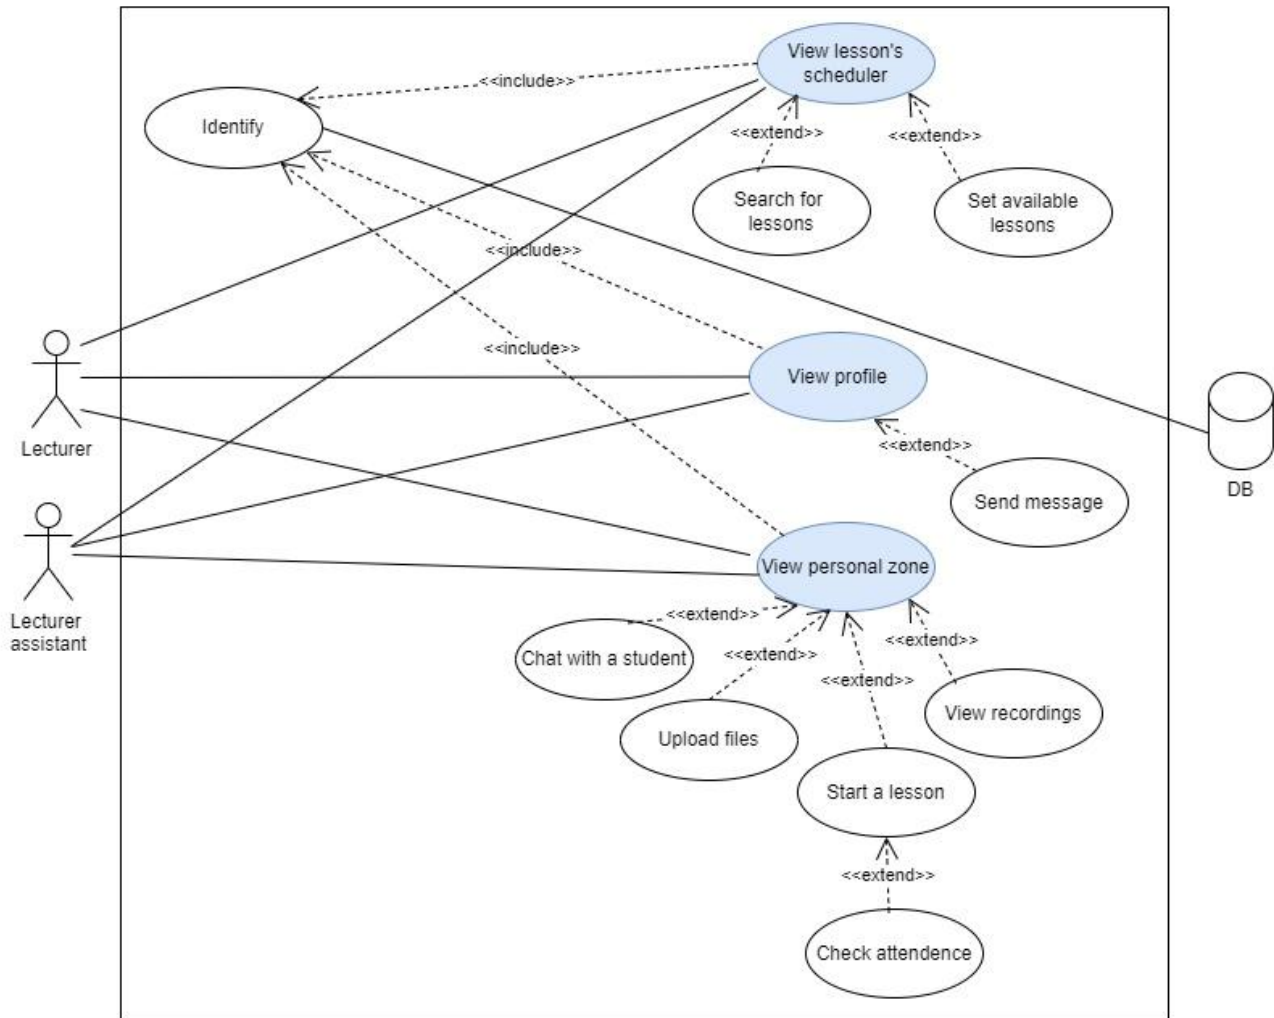 View lesson's
scheduler
<<include>>
Identify
<<extend>>
<<extend>>
Search for
lessons
Set available
lessons
<<include>>
<<include>>
View profile
Lecturer
<<extend>>
DB
Send message
View personal zone
Lecturer
assistant
<<extend>>
<<extend>>
<<extend>>
<<extend>>
Chat with a student
Upload files
View recordings
Start a lesson
<<extend>>
Check attendence